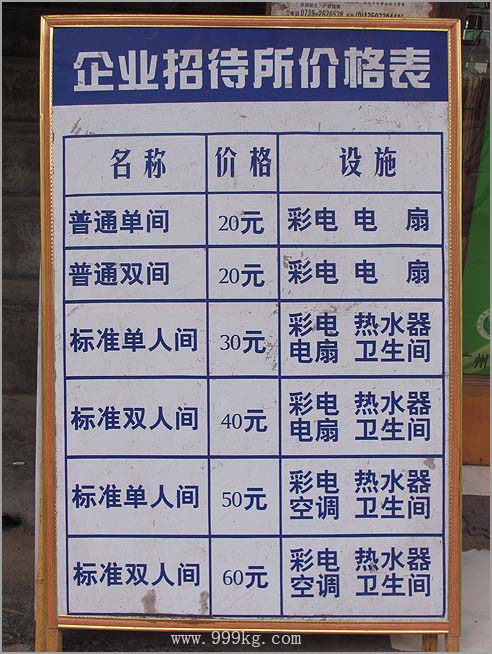 0739-2626528
企业招待所价格表
名称 价格 设施
普通单间 20元 彩电 电 扇
普通双间 20元 彩电 电 扇
标准单人间 30元 彩电 热水器
电扇 卫生间
标准双人间 40元 彩电 热水器
电扇 卫生间
标准单人间 50元 彩电 热水器
空调 卫生间
标准双人间 60元 彩电 热水器
空调 卫生间
州
www.999kg.com